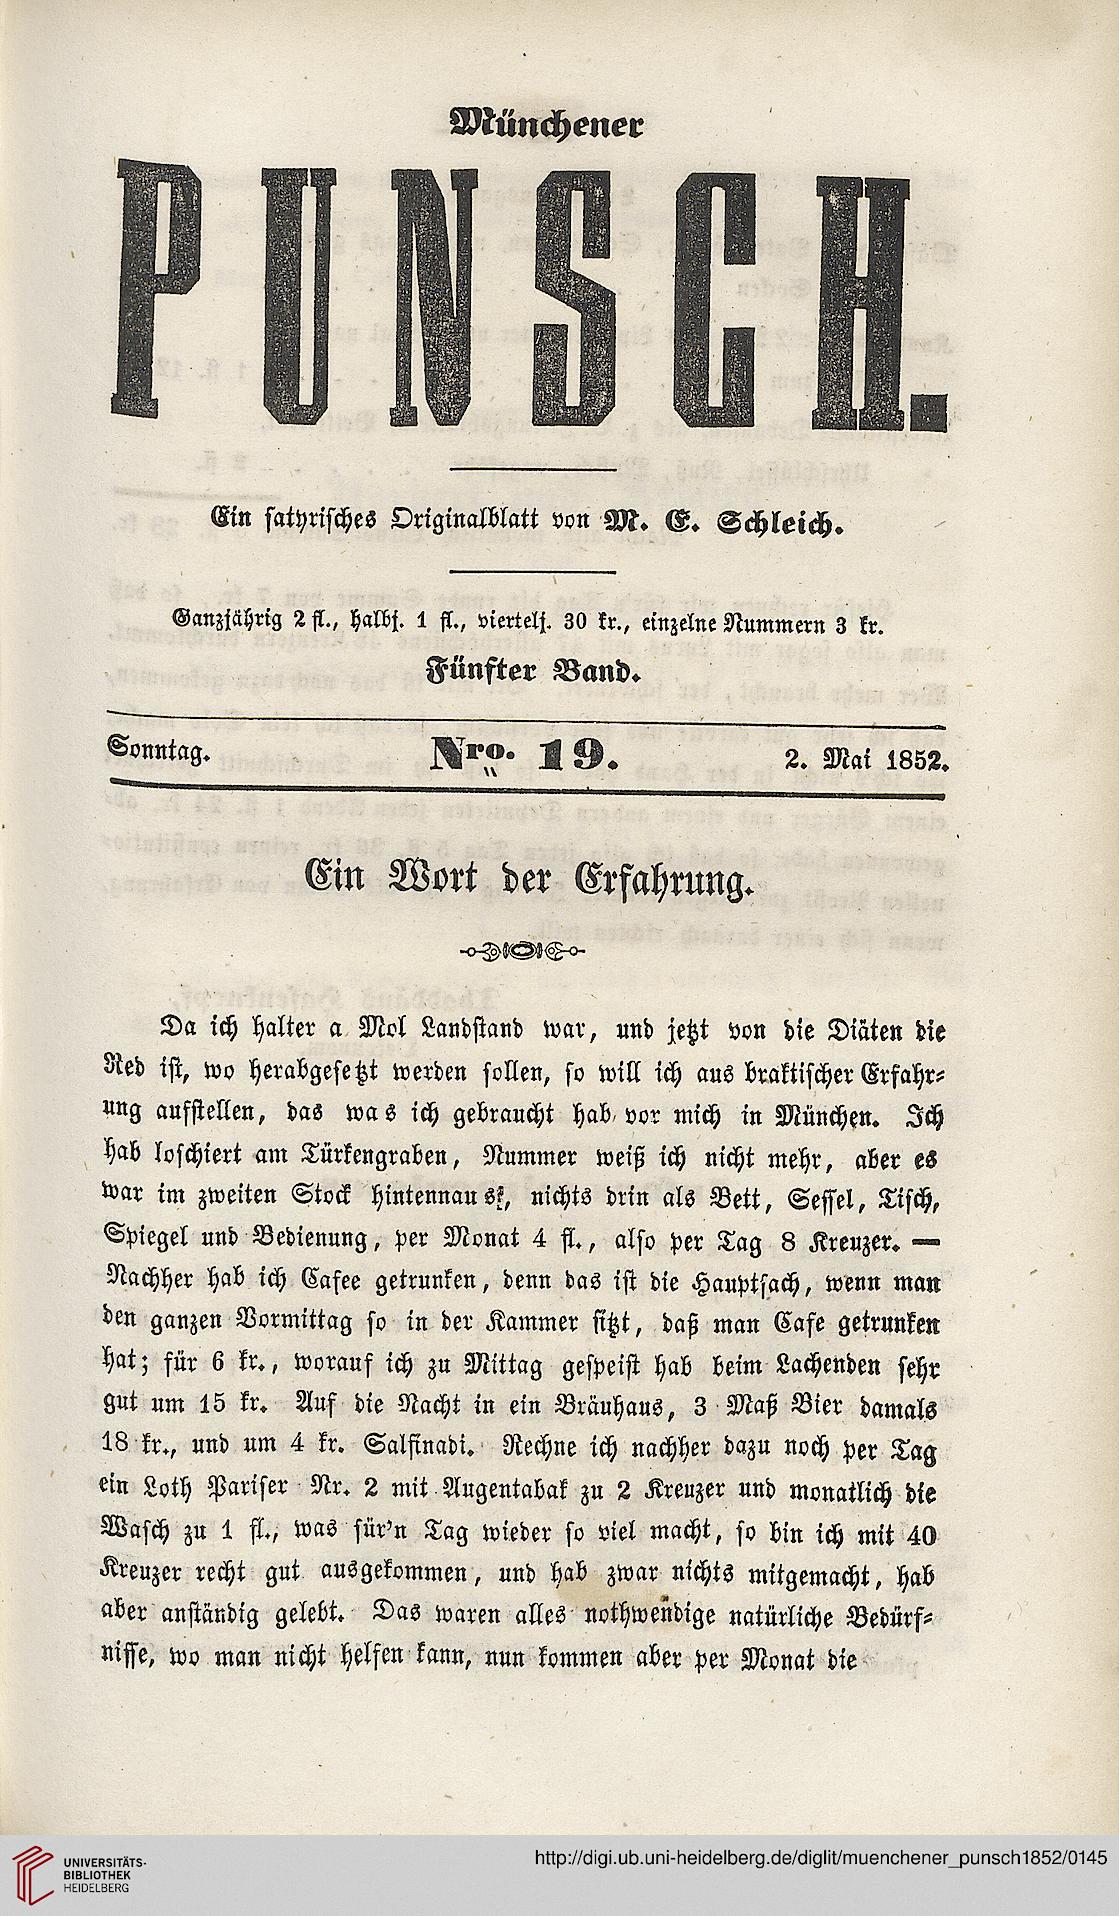 Münchener
PUNSCH.
Ein satyrisches Originalblatt von M. E. Schleich.
Ganzjährig 2 fl., halbj. 1 fl., viertelj. 30 kr., einzelne Nummern 3 kr.
Fünfter Band.
Sonntag. Nro. 19. 2. Mai 1852.
Ein Wort der Erfahrung.
Da ich halter a Mol Landstand war, und jetzt von die Diäten die
Red ist, wo herabgesetzt werden sollen, so will ich aus braktischer Erfahr-
ung aufstellen, das was ich gebraucht hab vor mich in München. Ich
hab loschiert am Türkengraben, Nummer weiß ich nicht mehr, aber es
war im zweiten Stock hintennaus, nichts drin als Bett, Sessel, Tisch,
Spiegel und Bedienung, per Monat 4 fl., also per Tag 8 Kreuzer. —
Nachher hab ich Cafee getrunken, denn das ist die Hauptsach, wenn man
den ganzen Vormittag so in der Kammer sitzt, daß man Cafe getrunken
hat; für 6 kr., worauf ich zu Mittag gespeist hab beim Lachenden sehr
gut um 15 kr. Auf die Nacht in ein Bräuhaus, 3 Maß Bier damals
18 kr., und um 4 kr. Salfinadi. Rechne ich nachher dazu noch per Tag
ein Loth Pariser Nr. 2 mit Augentabak zu 2 Kreuzer und monatlich die
Wasch zu 1 fl., was für'n Tag wieder so viel macht, so bin ich mit 40
Kreuzer recht gut ausgekommen, und hab zwar nichts mitgemacht, hab
aber anständig gelebt. Das waren alles nothwendige natürliche Bedürf-
nisse, wo man nicht helfen kann, nun kommen aber per Monat die
UNIVERSITÄTS-
BIBLIOTHEK
HEIDELBERG
http://digi.ub.uni-heidelberg.de/diglit/muenchener_punsch1852/0145